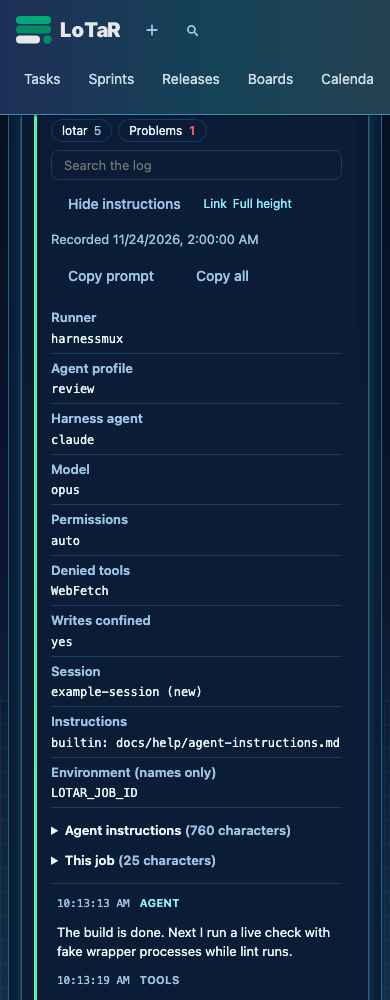 LoTaR
Tasks Sprints Releases Boards Calenda
lotar 5 Problems 1
Search the log
Hide instructions Link Full height
Recorded 11/24/2026, 2:00:00 AM
Copy prompt Copy all
Runner
harnessmux
Agent profile
review
Harness agent
claude
Model
opus
Permissions
auto
Denied tools
WebFetch
Writes confined
yes
Session
example-session (new)
Instructions
builtin: docs/help/agent-instructions.md
Environment (names only)
LOTAR_JOB_ID
Agent instructions (760 characters)
This job (25 characters)
10:13:13 AM AGENT
The build is done. Next I run a live check with
fake wrapper processes while lint runs.
10:13:19 AM TOOLS